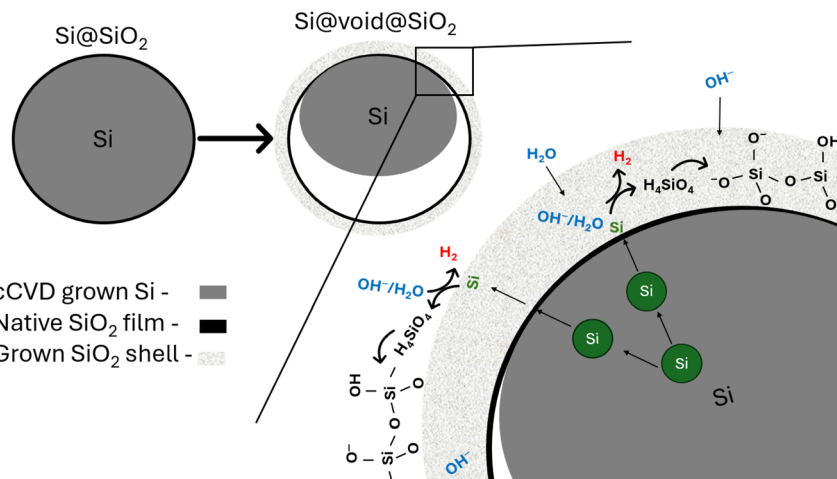 Si@SiO₂
Si
Si@void@SiO₂
Si
cCVD grown Si -
Native SiO₂ film -
Grown SiO₂ shell -
OH⁻
H₂O
H₂
H₄SiO₄
OH⁻/H₂O
Si
O⁻
⁻O
Si
O
O
Si
OH
O
H₂
OH⁻/H₂O
Si
H₄SiO₄
OH
Si
O
O
O⁻
Si
O
OH⁻
Si
Si
Si
Si